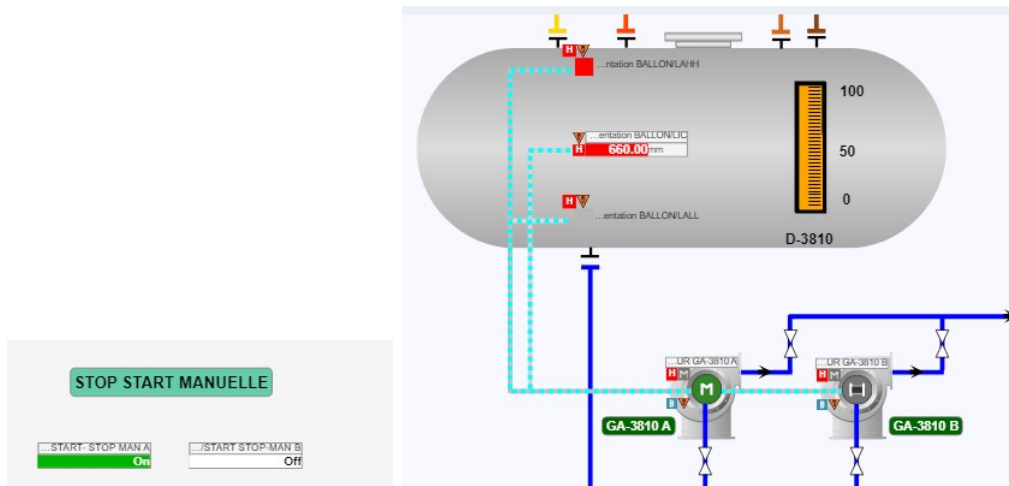 H
…ntation BALLON/LAHH
…entation BALLON/LIC
H
660.00 mm
H
…entation BALLON/LALL
100
50
0
D-3810
STOP START MANUELLE
…START- STOP MAN A
On
…/START STOP-MAN B
Off
…UR GA-3810 A
H M
M
B
GA-3810 A
…UR GA-3810 B
H M
B
GA-3810 B